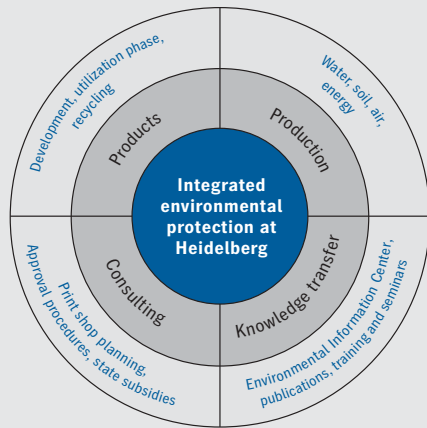 Integrated
environmental
protection at
Heidelberg
Products
Development, utilization phase,
recycling
Production
Water, soil, air,
energy
Consulting
Print shop planning,
Approval procedures, state subsidies
Knowledge transfer
Environmental Information Center,
publications, training and seminars